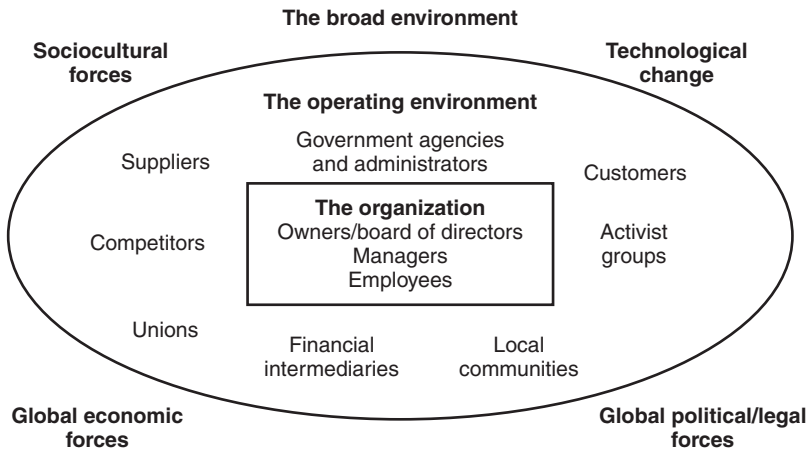 The broad environment
Sociocultural
forces
Technological
change
The operating environment
Government agencies
and administrators
Suppliers
Customers
The organization
Owners/board of directors
Managers
Employees
Competitors
Activist
groups
Unions
Financial
intermediaries
Local
communities
Global economic
forces
Global political/legal
forces